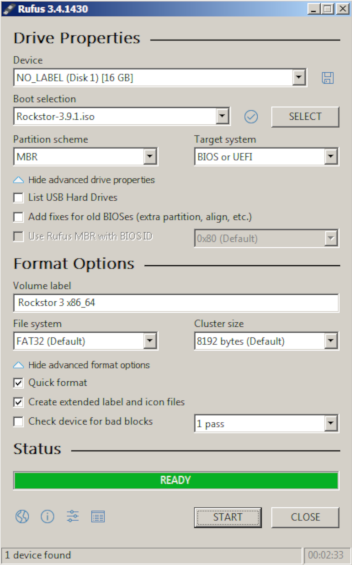 Rufus 3.4.1430
Drive Properties
Device
NO_LABEL (Disk 1) [16 GB]
Boot selection
Rockstor-3.9.1.iso
SELECT
Partition scheme
Target system
MBR
BIOS or UEFI
Hide advanced drive properties
List USB Hard Drives
Add fixes for old BIOSes (extra partition, align, etc.)
Use Rufus MBR with BIOS ID
0x80 (Default)
Format Options
Volume label
Rockstor 3 x86_64
File system
Cluster size
FAT32 (Default)
8192 bytes (Default)
Hide advanced format options
Quick format
Create extended label and icon files
Check device for bad blocks
1 pass
Status
READY
START
CLOSE
1 device found
00:02:33